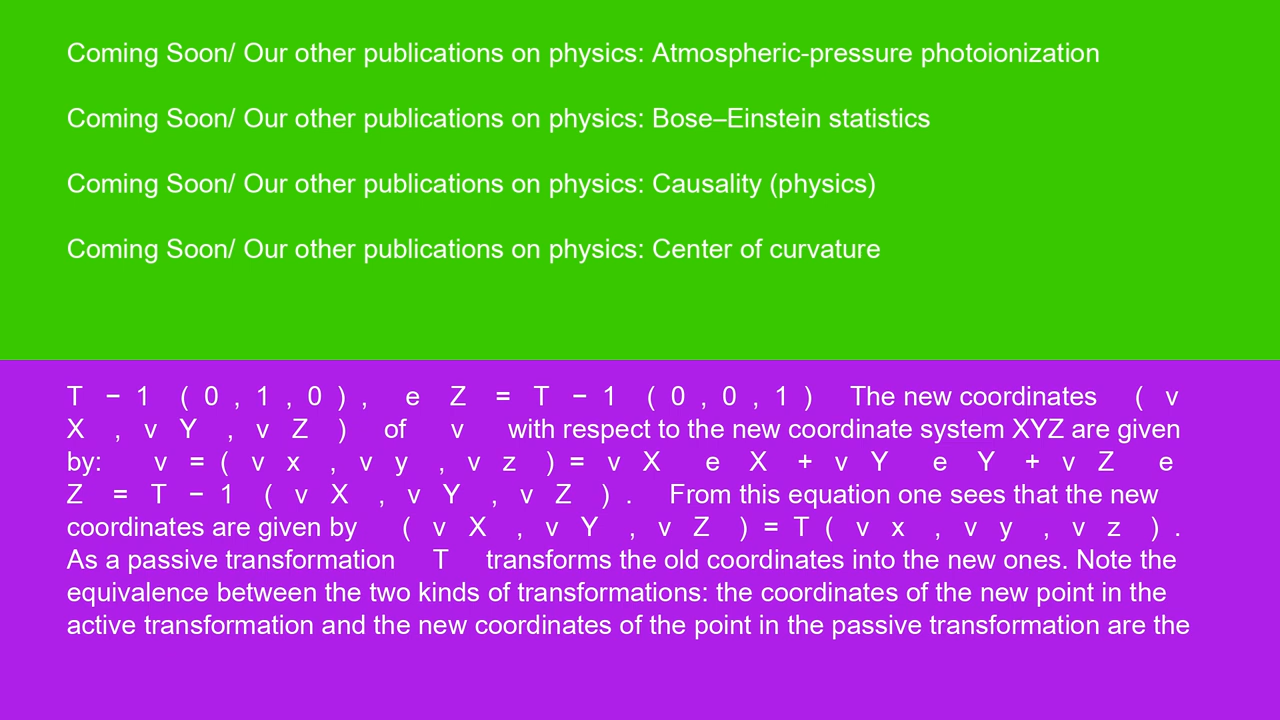 Coming Soon/ Our other publications on physics: Atmospheric-pressure photoionization
Coming Soon/ Our other publications on physics: Bose–Einstein statistics
Coming Soon/ Our other publications on physics: Causality (physics)
Coming Soon/ Our other publications on physics: Center of curvature
T − 1 ( 0 , 1 , 0 ) , e Z = T − 1 ( 0 , 0 , 1 ) The new coordinates ( v
X , v Y , v Z ) of v with respect to the new coordinate system XYZ are given
by: v = ( v x , v y , v z ) = v X e X + v Y e Y + v Z e
Z = T − 1 ( v X , v Y , v Z ) . From this equation one sees that the new
coordinates are given by ( v X , v Y , v Z ) = T ( v x , v y , v z ) .
As a passive transformation T transforms the old coordinates into the new ones. Note the
equivalence between the two kinds of transformations: the coordinates of the new point in the
active transformation and the new coordinates of the point in the passive transformation are the